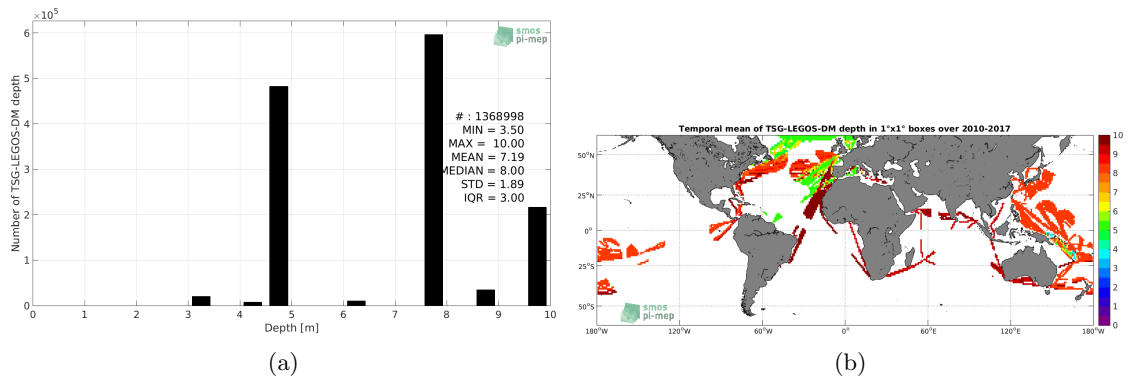 ×10⁵
smos
pi-mep
6
5
4
3
2
1
0
Number of TSG-LEGOS-DM depth
# : 1368998
MIN = 3.50
MAX = 10.00
MEAN = 7.19
MEDIAN = 8.00
STD = 1.89
IQR = 3.00
0 1 2 3 4 5 6 7 8 9 10
Depth [m]
(a)
Temporal mean of TSG-LEGOS-DM depth in 1°x1° boxes over 2010-2017
50°N
25°N
0°
25°S
50°S
smos
pi-mep
180°W 120°W 60°W 0° 60°E 120°E 180°W
10
9
8
7
6
5
4
3
2
1
0
(b)